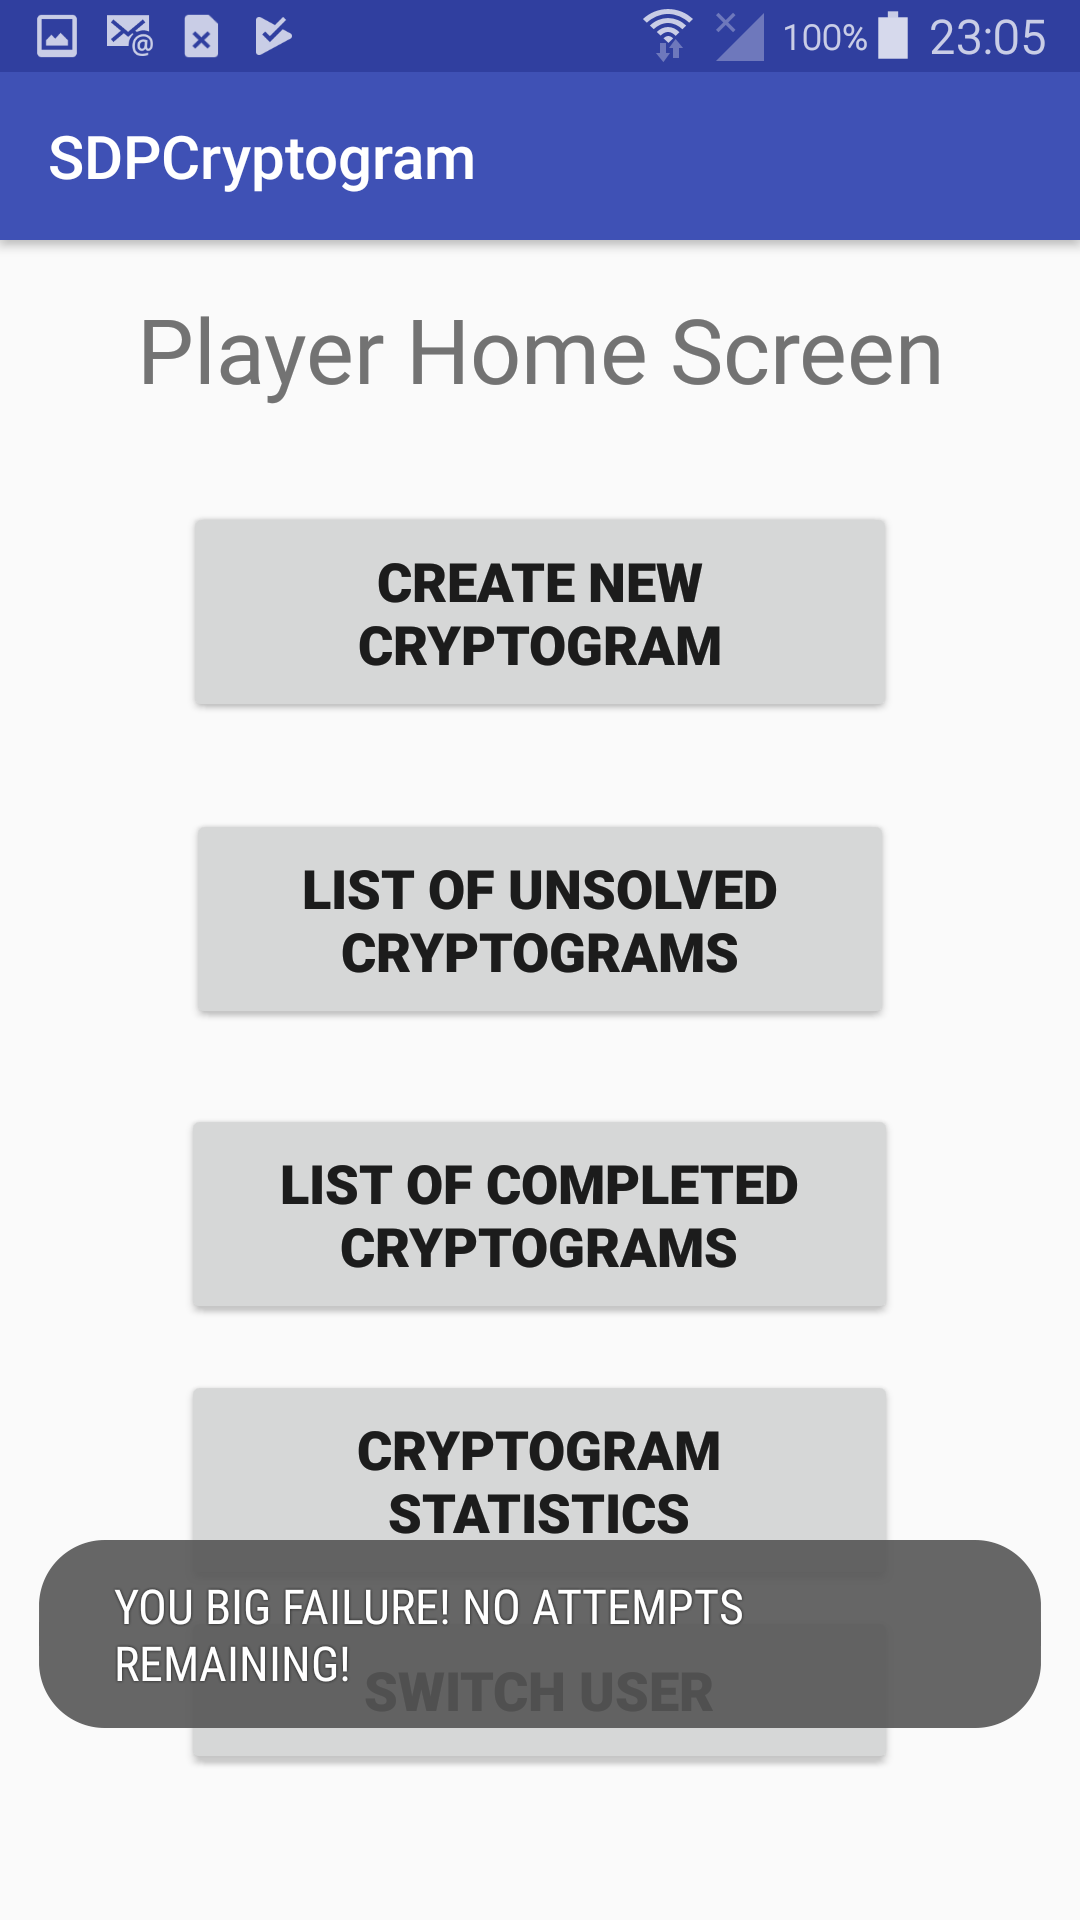 100% 23:05
SDPCryptogram
Player Home Screen
CREATE NEW
CRYPTOGRAM
LIST OF UNSOLVED
CRYPTOGRAMS
LIST OF COMPLETED
CRYPTOGRAMS
CRYPTOGRAM
STATISTICS
YOU BIG FAILURE! NO ATTEMPTS
REMAINING!
SWITCH USER